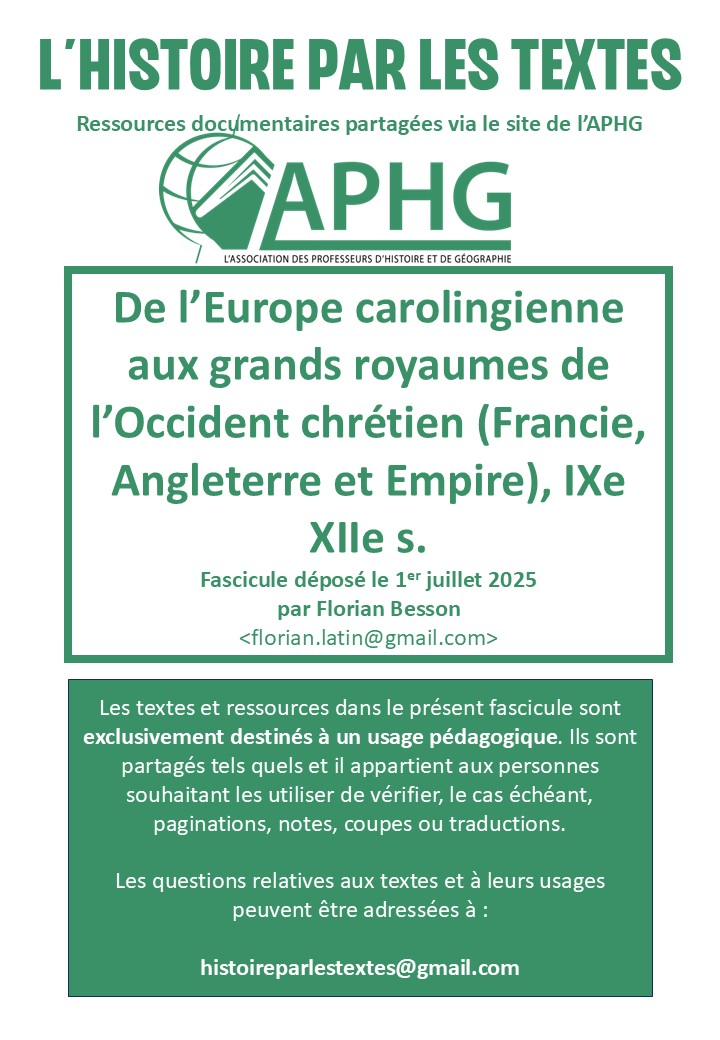 L'HISTOIRE PAR LES TEXTES
Ressources documentaires partagées via le site de l’APHG
APHG
L'ASSOCIATION DES PROFESSEURS D'HISTOIRE ET DE GÉOGRAPHIE
De l’Europe carolingienne
aux grands royaumes de
l’Occident chrétien (Francie,
Angleterre et Empire), IXe
XIIe s.
Fascicule déposé le 1er juillet 2025
par Florian Besson
<florian.latin@gmail.com>
Les textes et ressources dans le présent fascicule sont
exclusivement destinés à un usage pédagogique. Ils sont
partagés tels quels et il appartient aux personnes
souhaitant les utiliser de vérifier, le cas échéant,
paginations, notes, coupes ou traductions.
Les questions relatives aux textes et à leurs usages
peuvent être adressées à :
histoireparlestextes@gmail.com